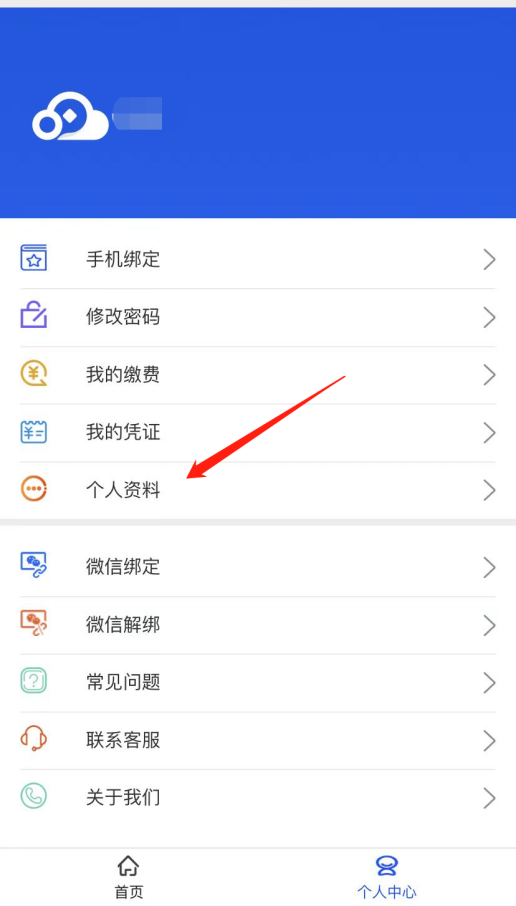 手机绑定
修改密码
我的缴费
我的凭证
个人资料
微信绑定
微信解绑
常见问题
联系客服
关于我们
首页
个人中心